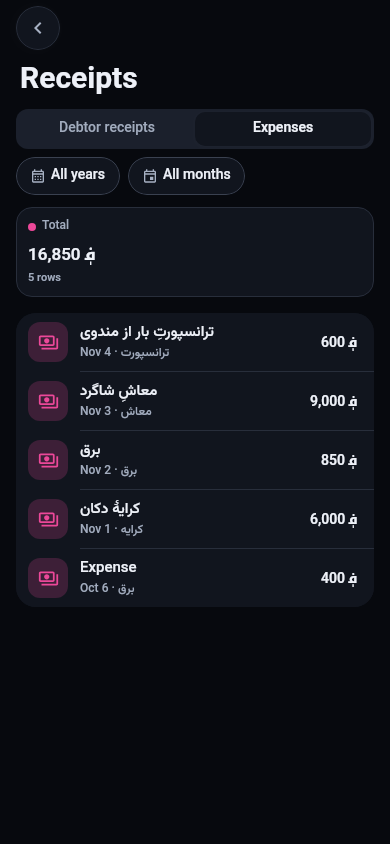 Receipts
Debtor receipts
Expenses
All years
All months
Total
16,850 ؋
5 rows
ترانسپورتِ بار از مندوی
Nov 4 · ترانسپورت
600 ؋
معاشِ شاگرد
Nov 3 · معاش
9,000 ؋
برق
Nov 2 · برق
850 ؋
کرایهٔ دکان
Nov 1 · کرایه
6,000 ؋
Expense
Oct 6 · برق
400 ؋